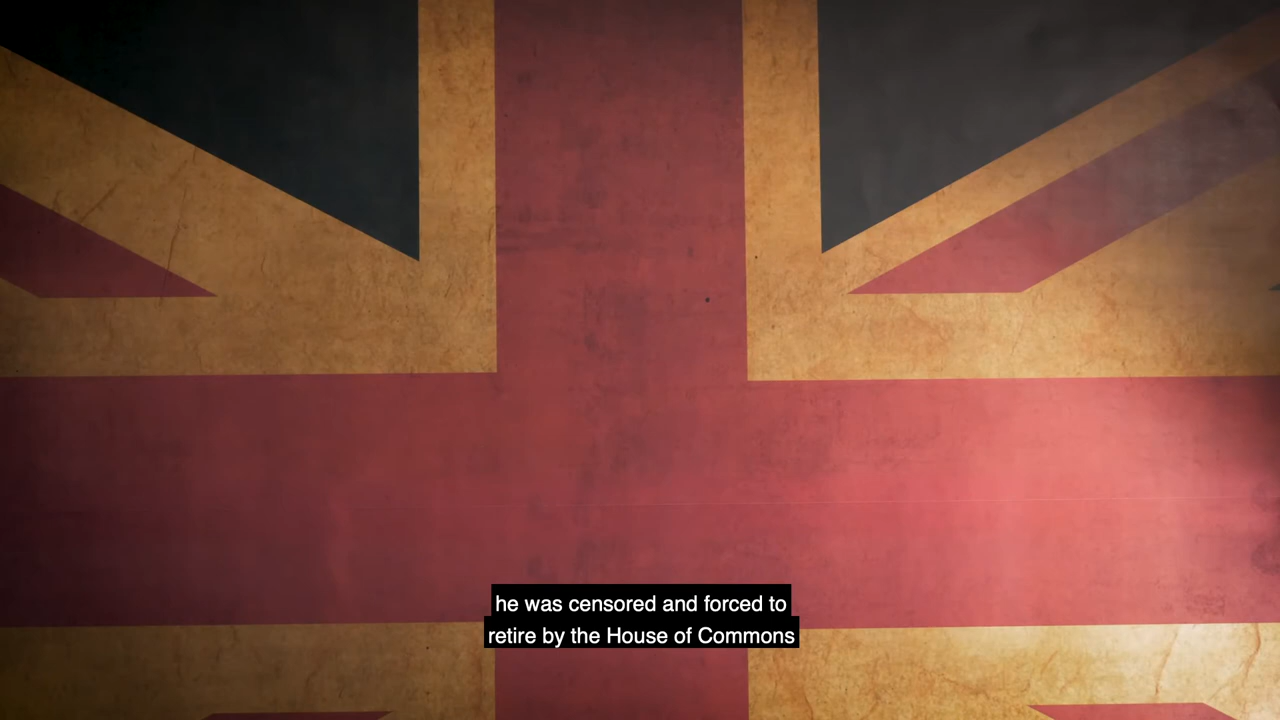 he was censored and forced to
retire by the House of Commons